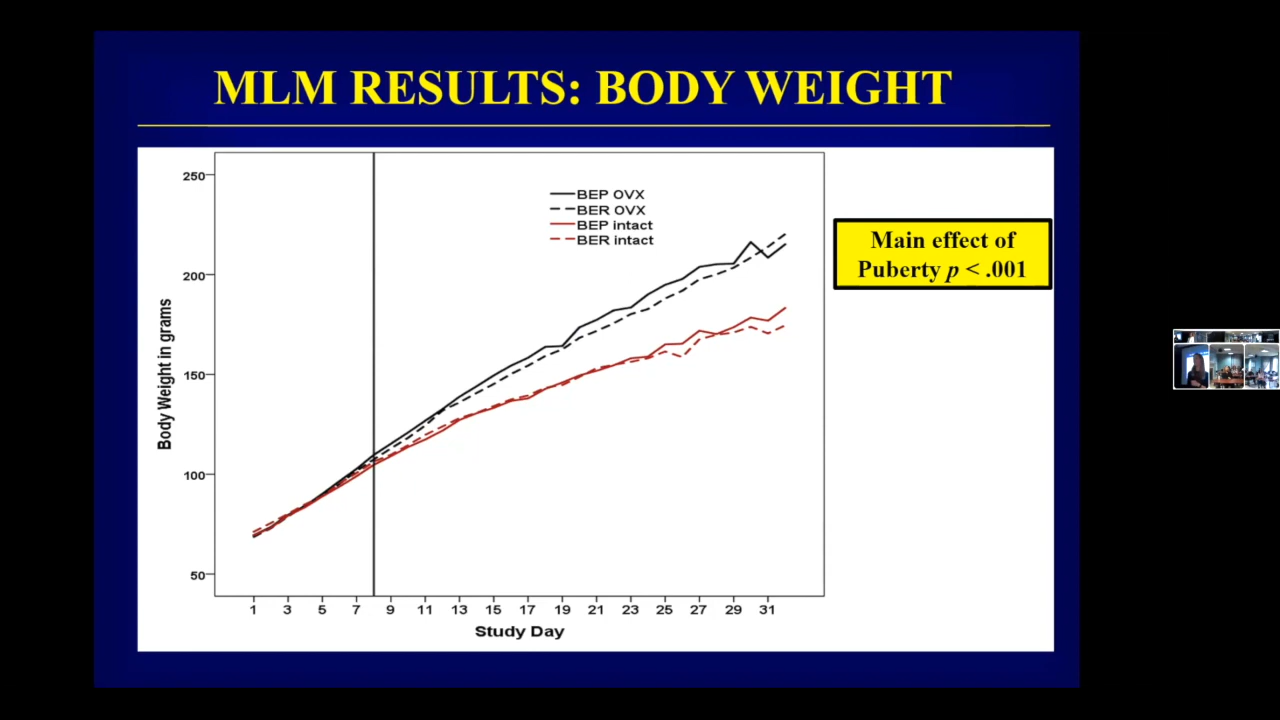 MLM RESULTS: BODY WEIGHT
250
200
150
100
50
Body Weight in grams
BEP OVX
BER OVX
BEP intact
BER intact
1 3 5 7 9 11 13 15 17 19 21 23 25 27 29 31
Study Day
Main effect of
Puberty p < .001